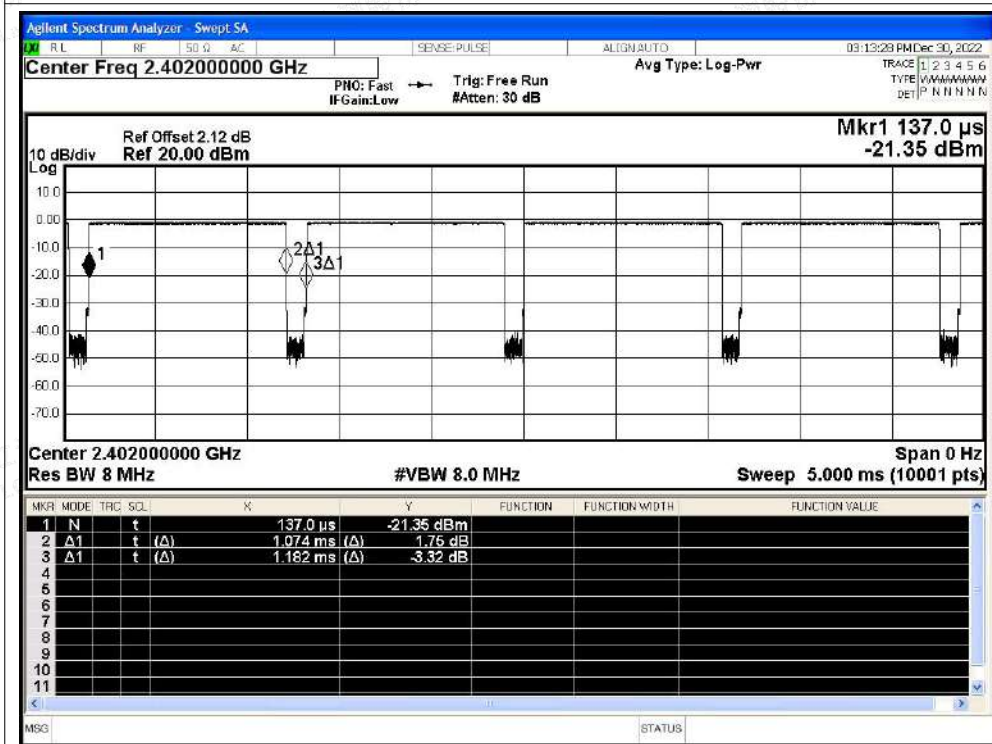 Agilent Spectrum Analyzer - Swept SA
LXI RL RF 50 Ω AC SENSE:PULSE ALIGN AUTO 03:13:28 PM Dec 30, 2022
Center Freq 2.402000000 GHz
Avg Type: Log-Pwr
TRACE 1 2 3 4 5 6
PNO: Fast Trig: Free Run
TYPE
IFGain:Low #Atten: 30 dB
DET P N N N N N
Mkr1 137.0 µs
-21.35 dBm
Ref Offset 2.12 dB
10 dB/div Ref 20.00 dBm
Log
10.0
0.00
-10.0
-20.0
-30.0
-40.0
-50.0
-60.0
-70.0
1
2Δ1
3Δ1
Center 2.402000000 GHz Span 0 Hz
Res BW 8 MHz #VBW 8.0 MHz Sweep 5.000 ms (10001 pts)
MKR MODE TRC SCL X Y FUNCTION FUNCTION WIDTH FUNCTION VALUE
1 N t 137.0 µs -21.35 dBm
2 Δ1 t (Δ) 1.074 ms (Δ) 1.75 dB
3 Δ1 t (Δ) 1.182 ms (Δ) -3.32 dB
4
5
6
7
8
9
10
11
MSG STATUS